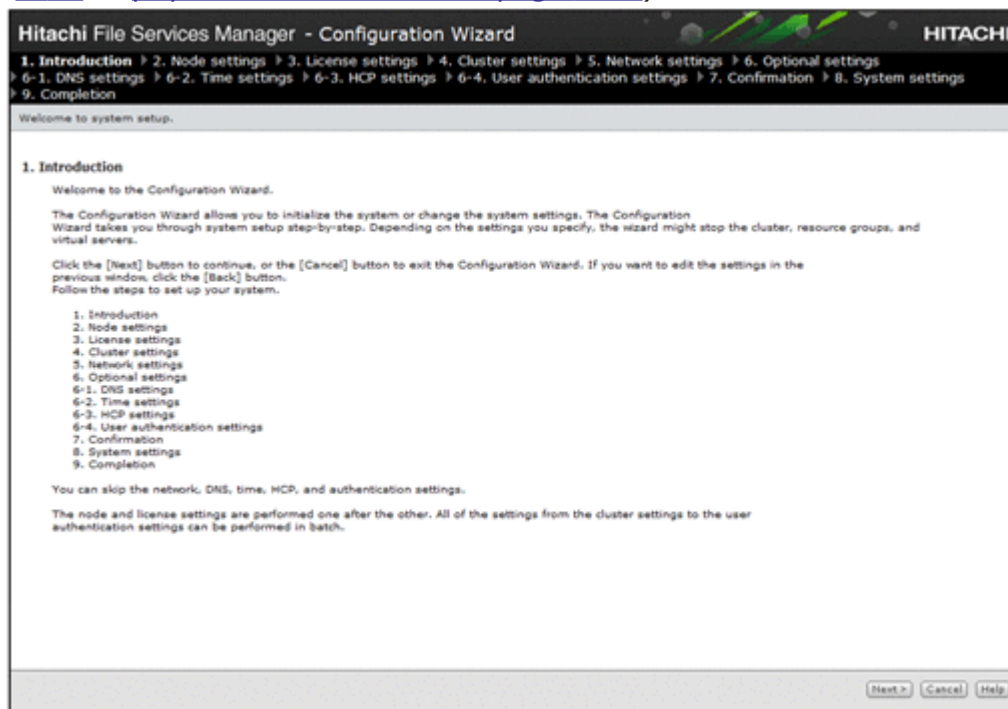 Hitachi File Services Manager - Configuration Wizard
HITACHI
1. Introduction 2. Node settings 3. License settings 4. Cluster settings 5. Network settings 6. Optional settings
6-1. DNS settings 6-2. Time settings 6-3. HCP settings 6-4. User authentication settings 7. Confirmation 8. System settings
9. Completion
Welcome to system setup.
1. Introduction
Welcome to the Configuration Wizard.
The Configuration Wizard allows you to initialize the system or change the system settings. The Configuration
Wizard takes you through system setup step-by-step. Depending on the settings you specify, the wizard might stop the cluster, resource groups, and
virtual servers.
Click the [Next] button to continue, or the [Cancel] button to exit the Configuration Wizard. If you want to edit the settings in the
previous window, click the [Back] button.
Follow the steps to set up your system.
1. Introduction
2. Node settings
3. License settings
4. Cluster settings
5. Network settings
6. Optional settings
6-1. DNS settings
6-2. Time settings
6-3. HCP settings
6-4. User authentication settings
7. Confirmation
8. System settings
9. Completion
You can skip the network, DNS, time, HCP, and authentication settings.
The node and license settings are performed one after the other. All of the settings from the cluster settings to the user
authentication settings can be performed in batch.
Next > Cancel Help